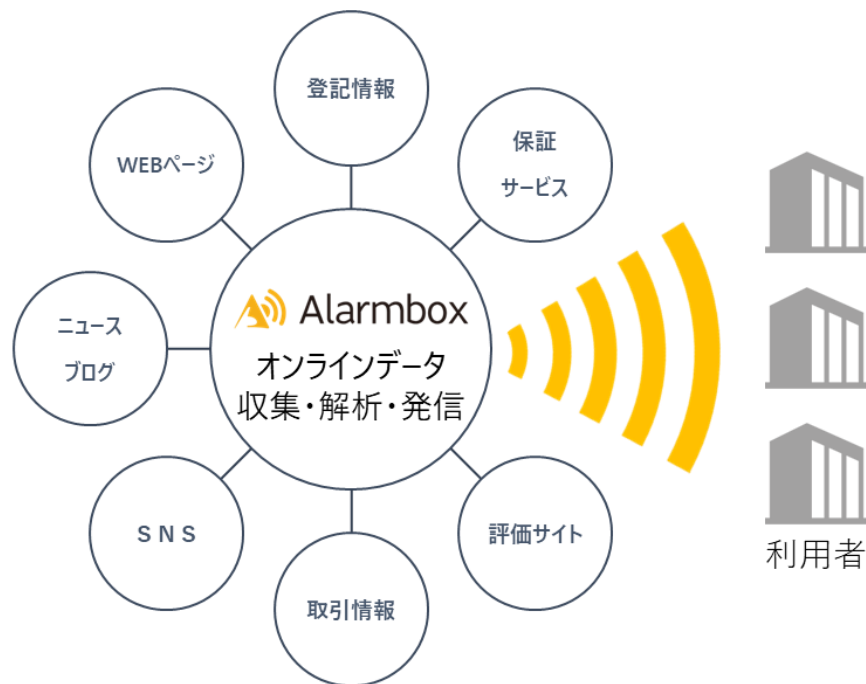 登記情報
WEBページ
保証
サービス
ニュース
ブログ
Alarmbox
オンラインデータ
収集・解析・発信
ＳＮＳ
評価サイト
取引情報
利用者